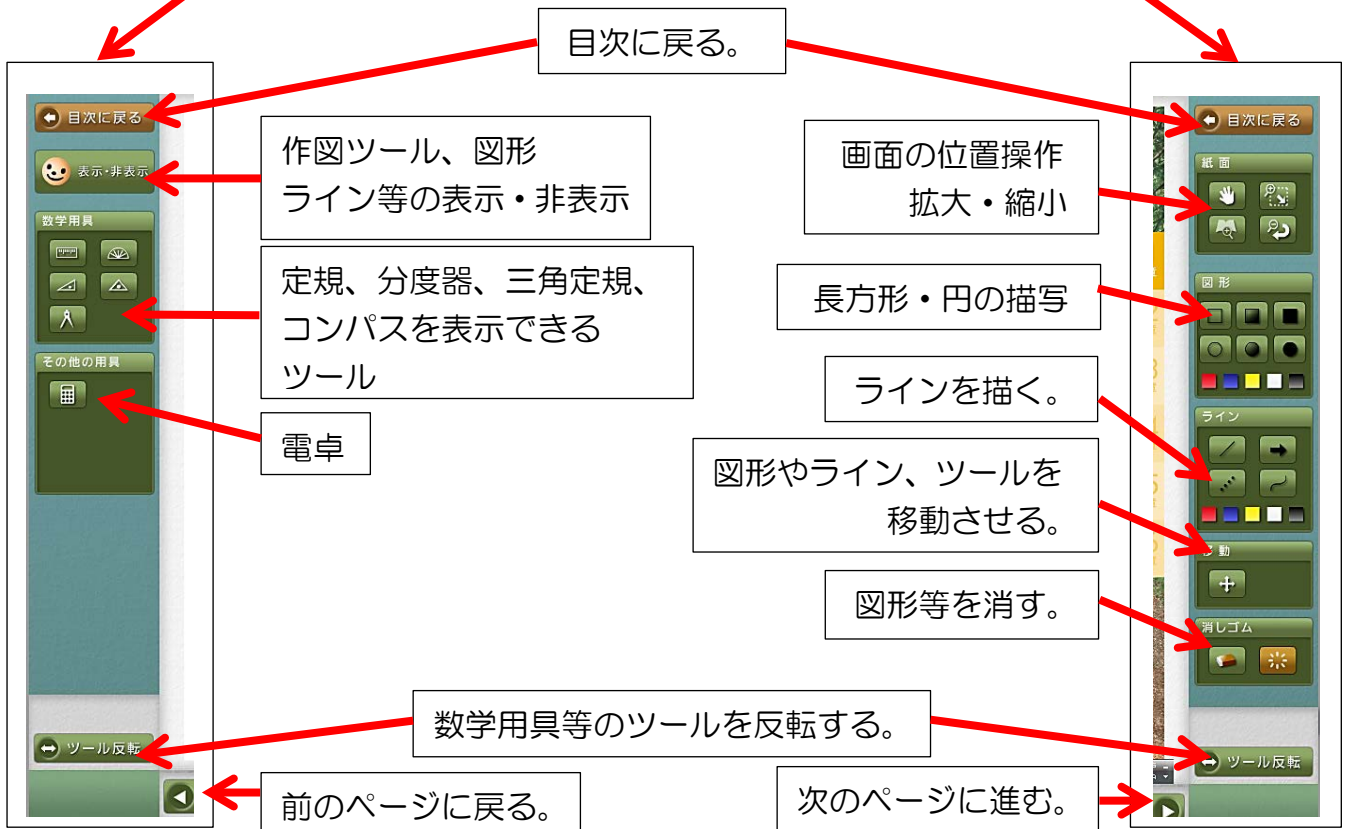 目次に戻る。
目次に戻る
表示・非表示
数学用具
その他の用具
ツール反転
作図ツール、図形
ライン等の表示・非表示
定規、分度器、三角定規、
コンパスを表示できる
ツール
電卓
画面の位置操作
拡大・縮小
長方形・円の描写
ラインを描く。
図形やライン、ツールを
移動させる。
図形等を消す。
数学用具等のツールを反転する。
前のページに戻る。
次のページに進む。
目次に戻る
紙面
図形
ライン
移動
消しゴム
ツール反転